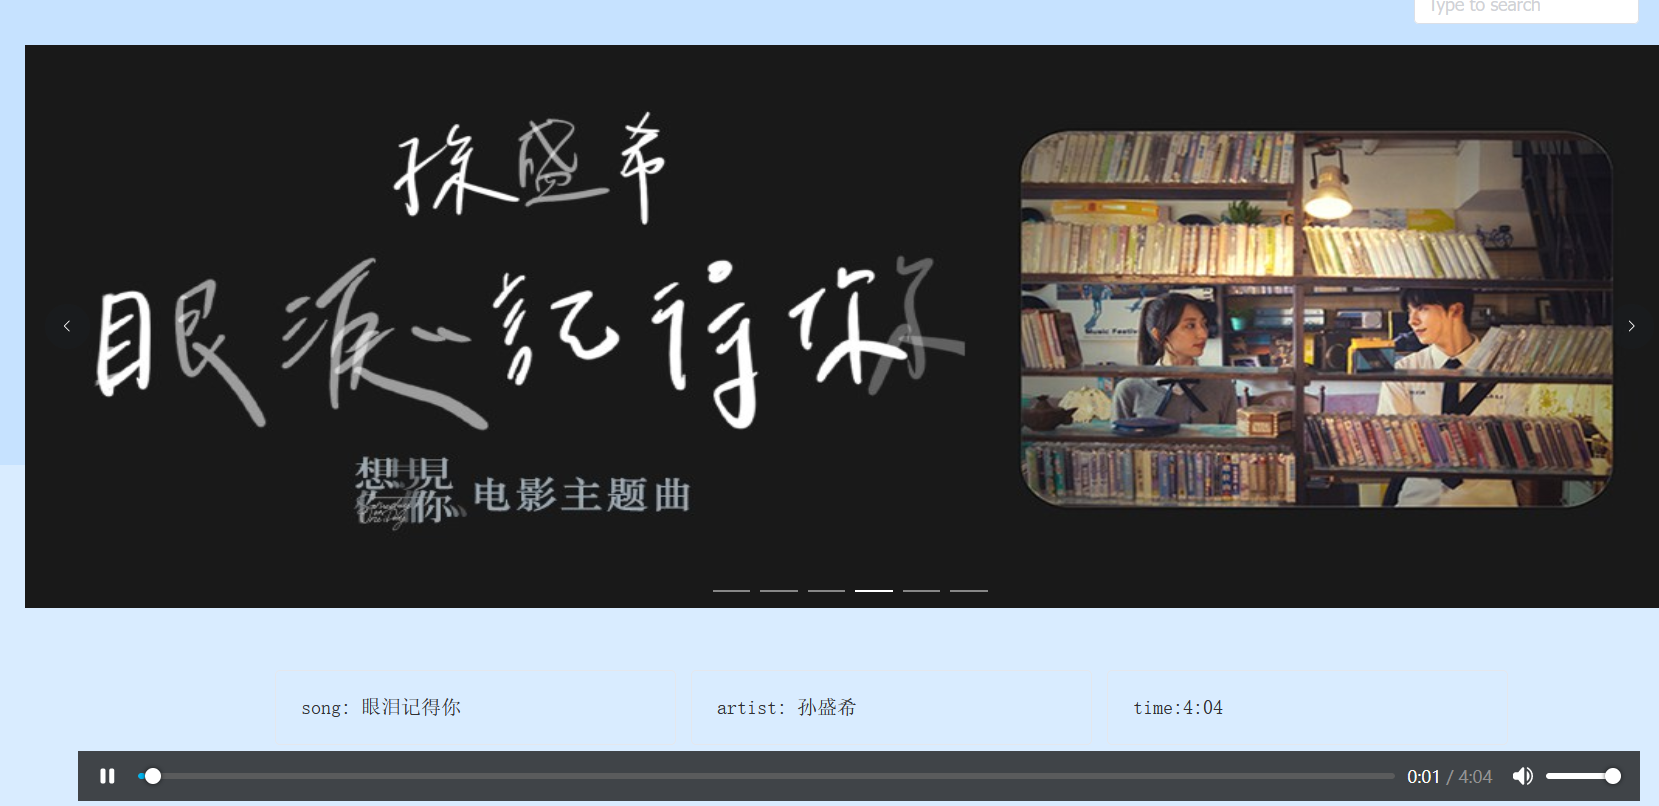 Type to search
孫盛希
眼淚記得你
想見你 电影主题曲
Someday or One day
Music Festiv
song: 眼泪记得你
artist: 孙盛希
time:4:04
0:01 / 4:04